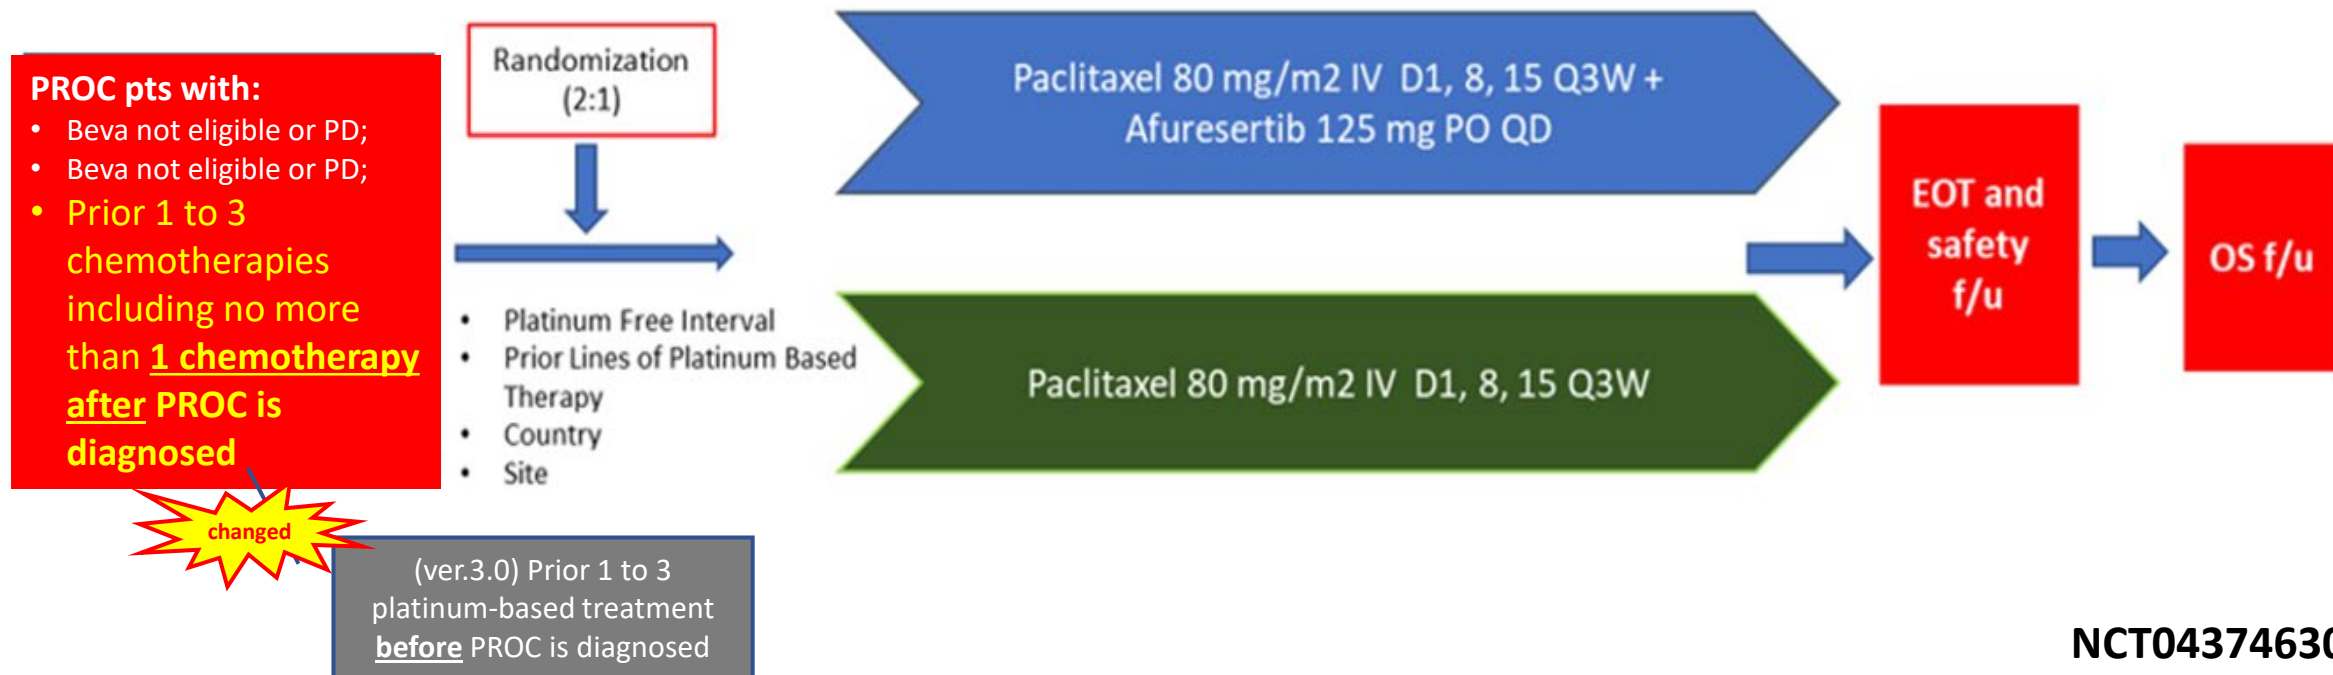 PROC pts with:
• Beva not eligible or PD;
• Beva not eligible or PD;
• Prior 1 to 3
chemotherapies
including no more
than 1 chemotherapy
after PROC is
diagnosed
changed
(ver.3.0) Prior 1 to 3
platinum-based treatment
before PROC is diagnosed
Randomization
(2:1)
• Platinum Free Interval
• Prior Lines of Platinum Based
Therapy
• Country
• Site
Paclitaxel 80 mg/m2 IV D1, 8, 15 Q3W +
Afuresertib 125 mg PO QD
Paclitaxel 80 mg/m2 IV D1, 8, 15 Q3W
EOT and
safety
f/u
OS f/u
NCT04374630